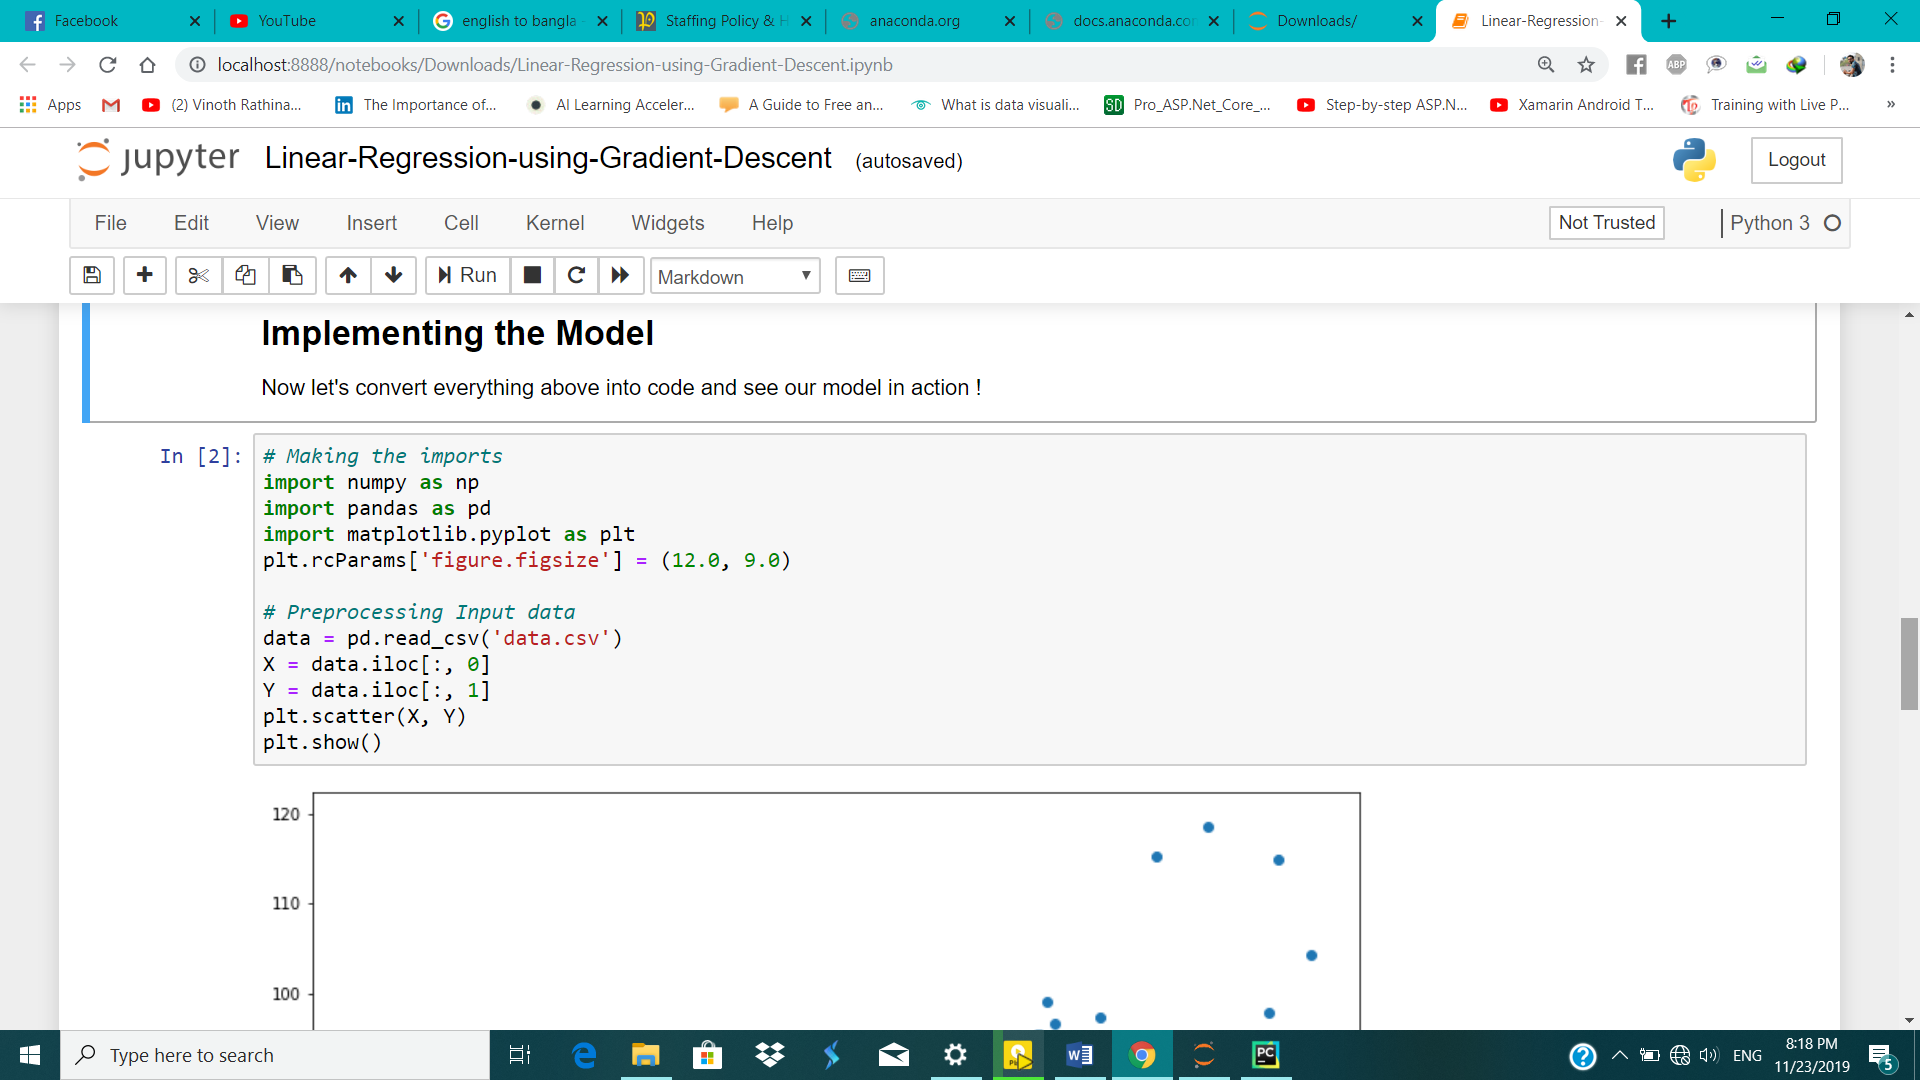 Facebook
YouTube
english to bangla
Staffing Policy & H
anaconda.org
docs.anaconda.con
Downloads/
Linear-Regression-
localhost:8888/notebooks/Downloads/Linear-Regression-using-Gradient-Descent.ipynb
ABP
Apps
(2) Vinoth Rathina...
The Importance of...
AI Learning Acceler...
A Guide to Free an...
What is data visuali...
SD
Pro_ASP.Net_Core_...
Step-by-step ASP.N...
Xamarin Android T...
Training with Live P...
»
jupyter
Linear-Regression-using-Gradient-Descent (autosaved)
Logout
File Edit View Insert Cell Kernel Widgets Help
Not Trusted
Python 3
Run
Markdown
Implementing the Model
Now let's convert everything above into code and see our model in action !
In [2]:
# Making the imports
import numpy as np
import pandas as pd
import matplotlib.pyplot as plt
plt.rcParams['figure.figsize'] = (12.0, 9.0)
# Preprocessing Input data
data = pd.read_csv('data.csv')
X = data.iloc[:, 0]
Y = data.iloc[:, 1]
plt.scatter(X, Y)
plt.show()
120
110
100
Type here to search
PC
ENG
8:18 PM
11/23/2019
5